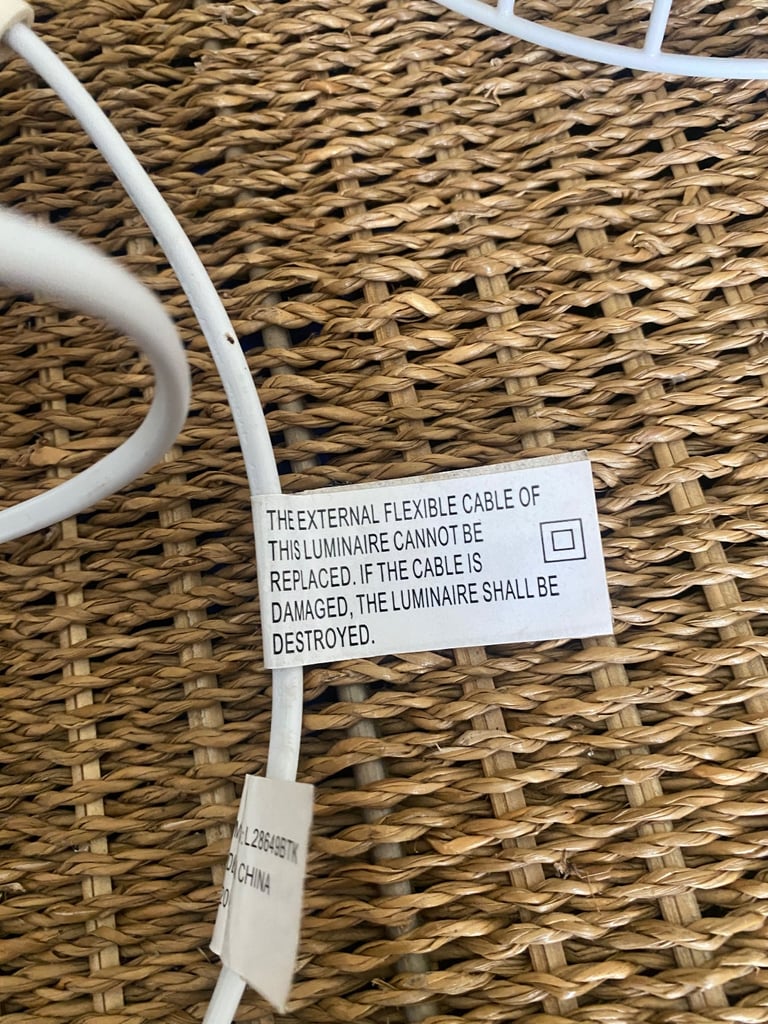 THE EXTERNAL FLEXIBLE CABLE OF
THIS LUMINAIRE CANNOT BE
REPLACED. IF THE CABLE IS
DAMAGED, THE LUMINAIRE SHALL BE
DESTROYED.
L28649BTK
CHINA